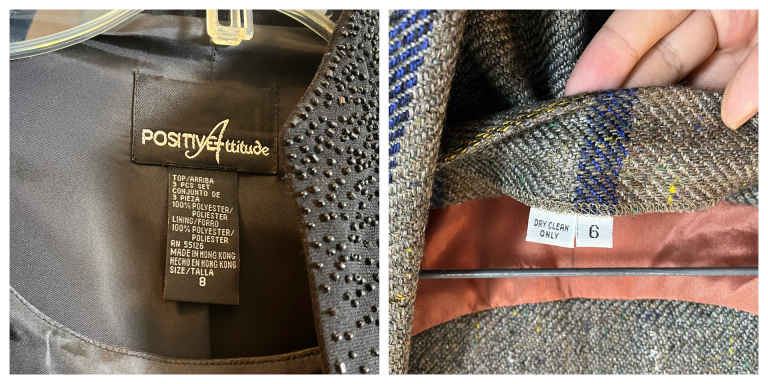 POSITIVE Attitude
TOP/ARRIBA
3 PCS SET
CONJUNTO DE
3 PIEZA
100% POLYESTER/
POLIESTER
LINING/FORRO
100% POLYESTER/
POLIESTER
RN 55126
MADE IN HONG KONG
HECHO EN HONG KONG
SIZE/TALLA
8
DRY CLEAN
ONLY
6